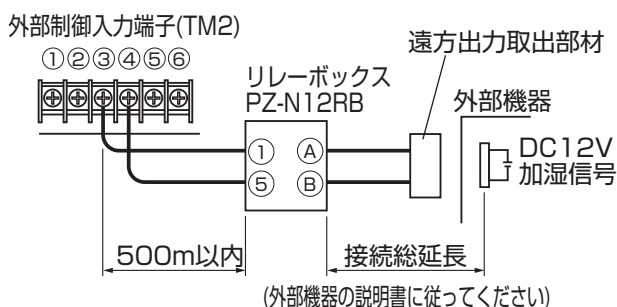 外部制御入力端子(TM2)
①②③④⑤⑥
リレーボックス
PZ-N12RB
遠方出力取出部材
外部機器
① Ⓐ
⑤ Ⓑ
DC12V
加湿信号
500m以内
接続総延長
(外部機器の説明書に従ってください)